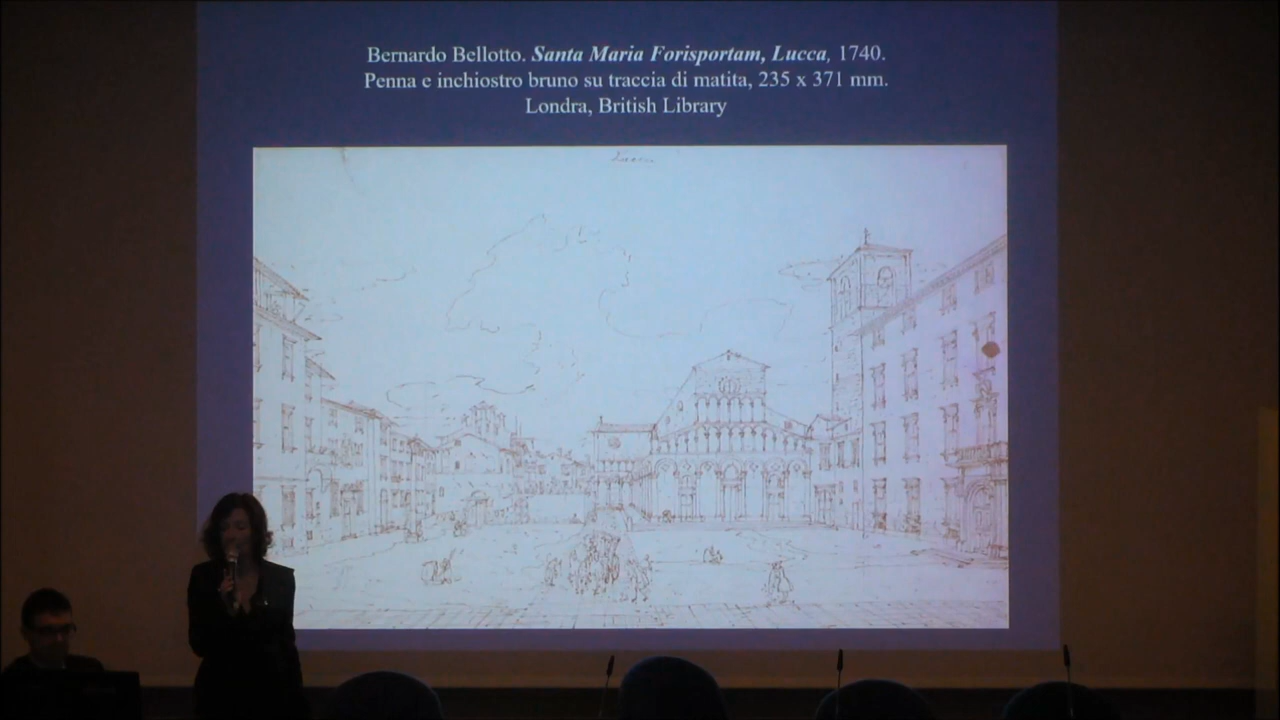 Bernardo Bellotto. Santa Maria Forisportam, Lucca, 1740.
Penna e inchiostro bruno su traccia di matita, 235 x 371 mm.
Londra, British Library
Lucca